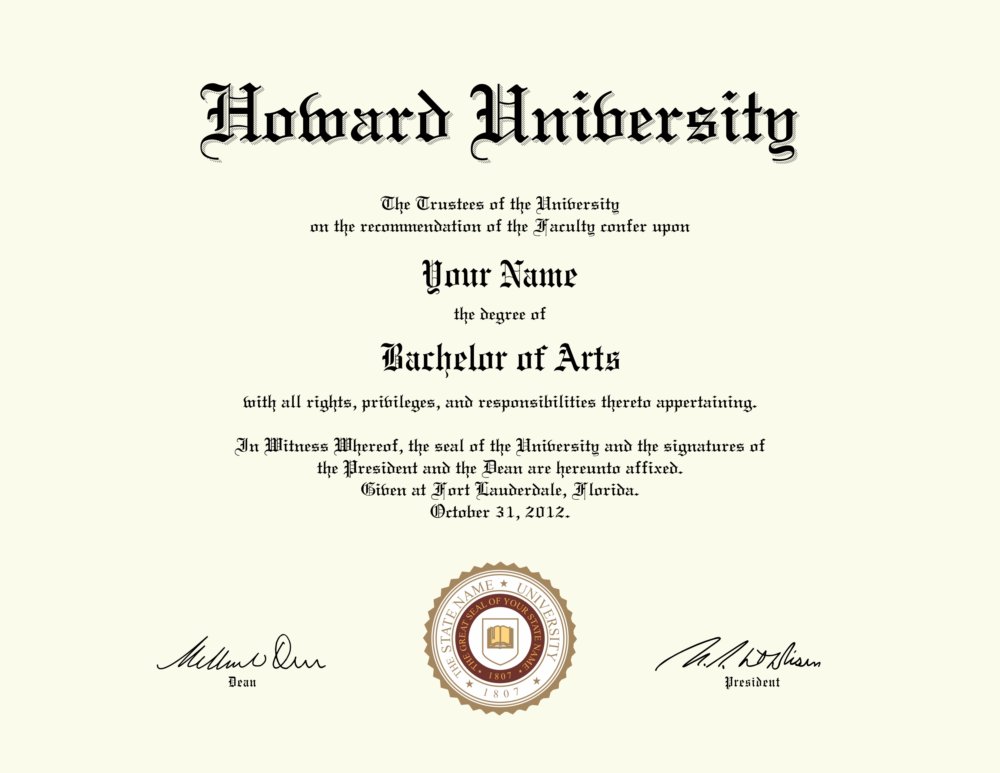 Howard University
The Trustees of the University
on the recommendation of the Faculty confer upon
Your Name
the degree of
Bachelor of Arts
with all rights, privileges, and responsibilities thereto appertaining.
In Witness Whereof, the seal of the University and the signatures of
the President and the Dean are hereunto affixed.
Given at Fort Lauderdale, Florida.
October 31, 2012.
THE STATE NAME ★ UNIVERSITY
★ 1807 ★
THE GREAT SEAL OF YOUR STATE NAME
• 1807 •
Dean
President